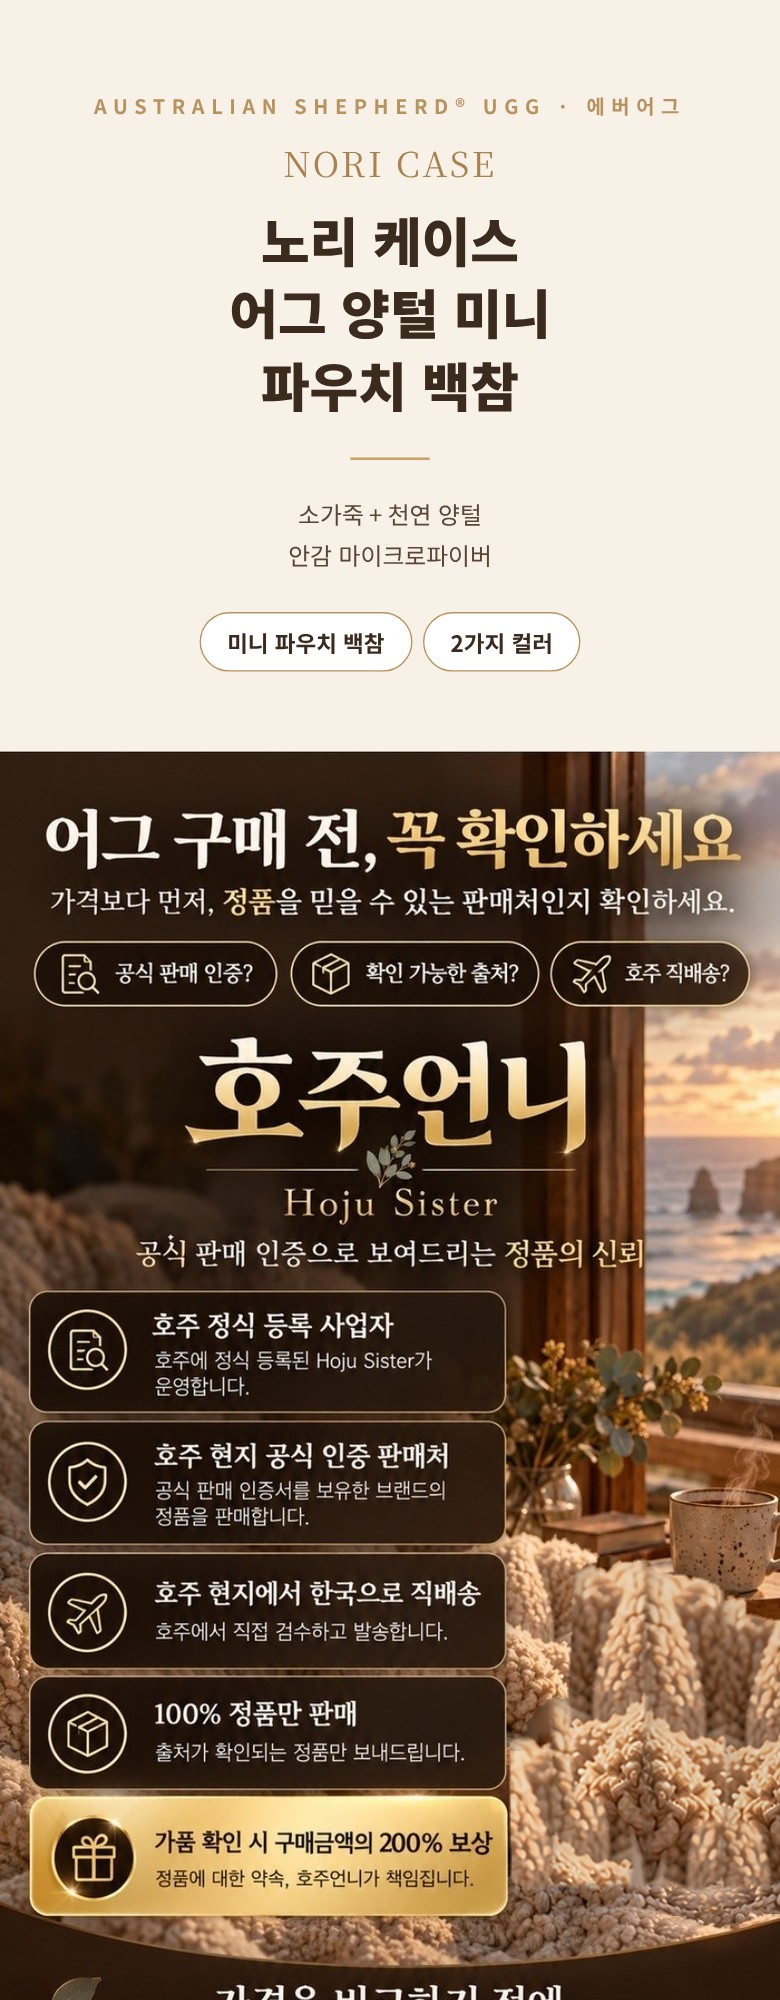 AUSTRALIAN SHEPHERD® UGG · 에버어그
NORI CASE
노리 케이스
어그 양털 미니
파우치 백참
소가죽 + 천연 양털
안감 마이크로파이버
미니 파우치 백참
2가지 컬러
어그 구매 전, 꼭 확인하세요
가격보다 먼저, 정품을 믿을 수 있는 판매처인지 확인하세요.
공식 판매 인증?
확인 가능한 출처?
호주 직배송?
호주언니
Hoju Sister
공식 판매 인증으로 보여드리는 정품의 신뢰
호주 정식 등록 사업자
호주에 정식 등록된 Hoju Sister가
운영합니다.
호주 현지 공식 인증 판매처
공식 판매 인증서를 보유한 브랜드의
정품을 판매합니다.
호주 현지에서 한국으로 직배송
호주에서 직접 검수하고 발송합니다.
100% 정품만 판매
출처가 확인되는 정품만 보내드립니다.
가품 확인 시 구매금액의 200% 보상
정품에 대한 약속, 호주언니가 책임집니다.
가격을 비교하기 전에